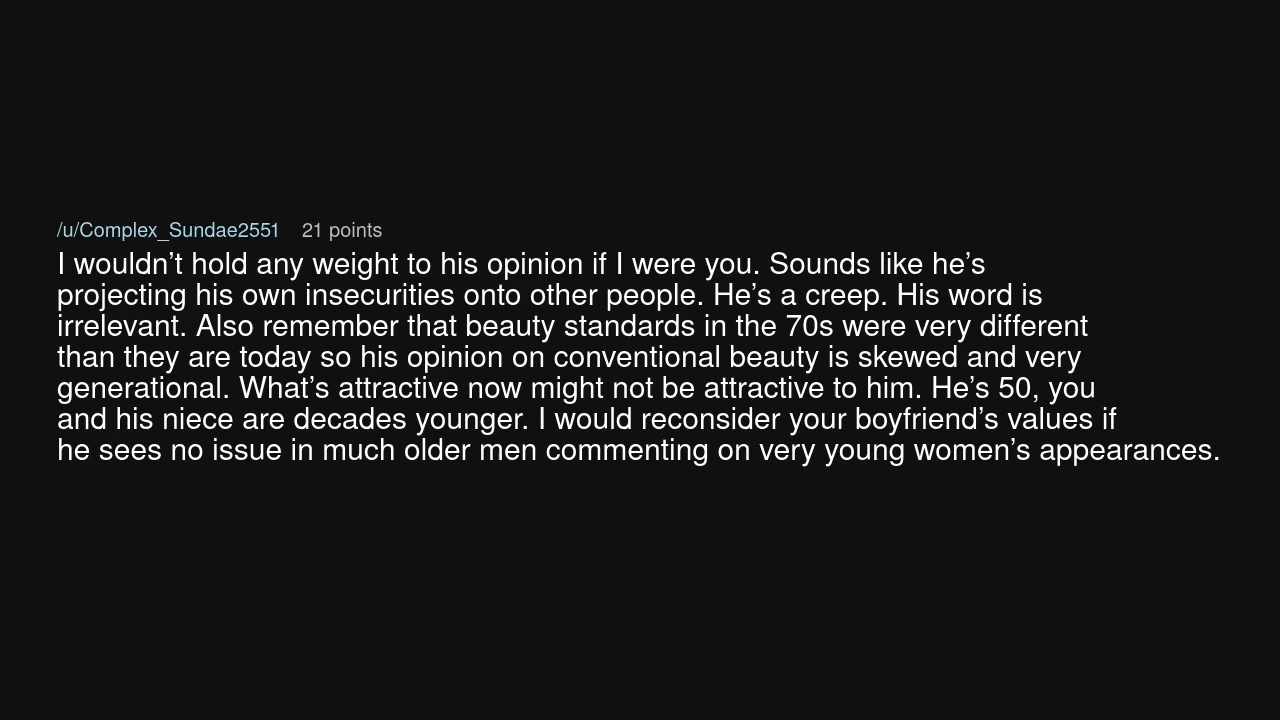 /u/Complex_Sundae2551 21 points
I wouldn’t hold any weight to his opinion if I were you. Sounds like he’s
projecting his own insecurities onto other people. He’s a creep. His word is
irrelevant. Also remember that beauty standards in the 70s were very different
than they are today so his opinion on conventional beauty is skewed and very
generational. What’s attractive now might not be attractive to him. He’s 50, you
and his niece are decades younger. I would reconsider your boyfriend’s values if
he sees no issue in much older men commenting on very young women’s appearances.